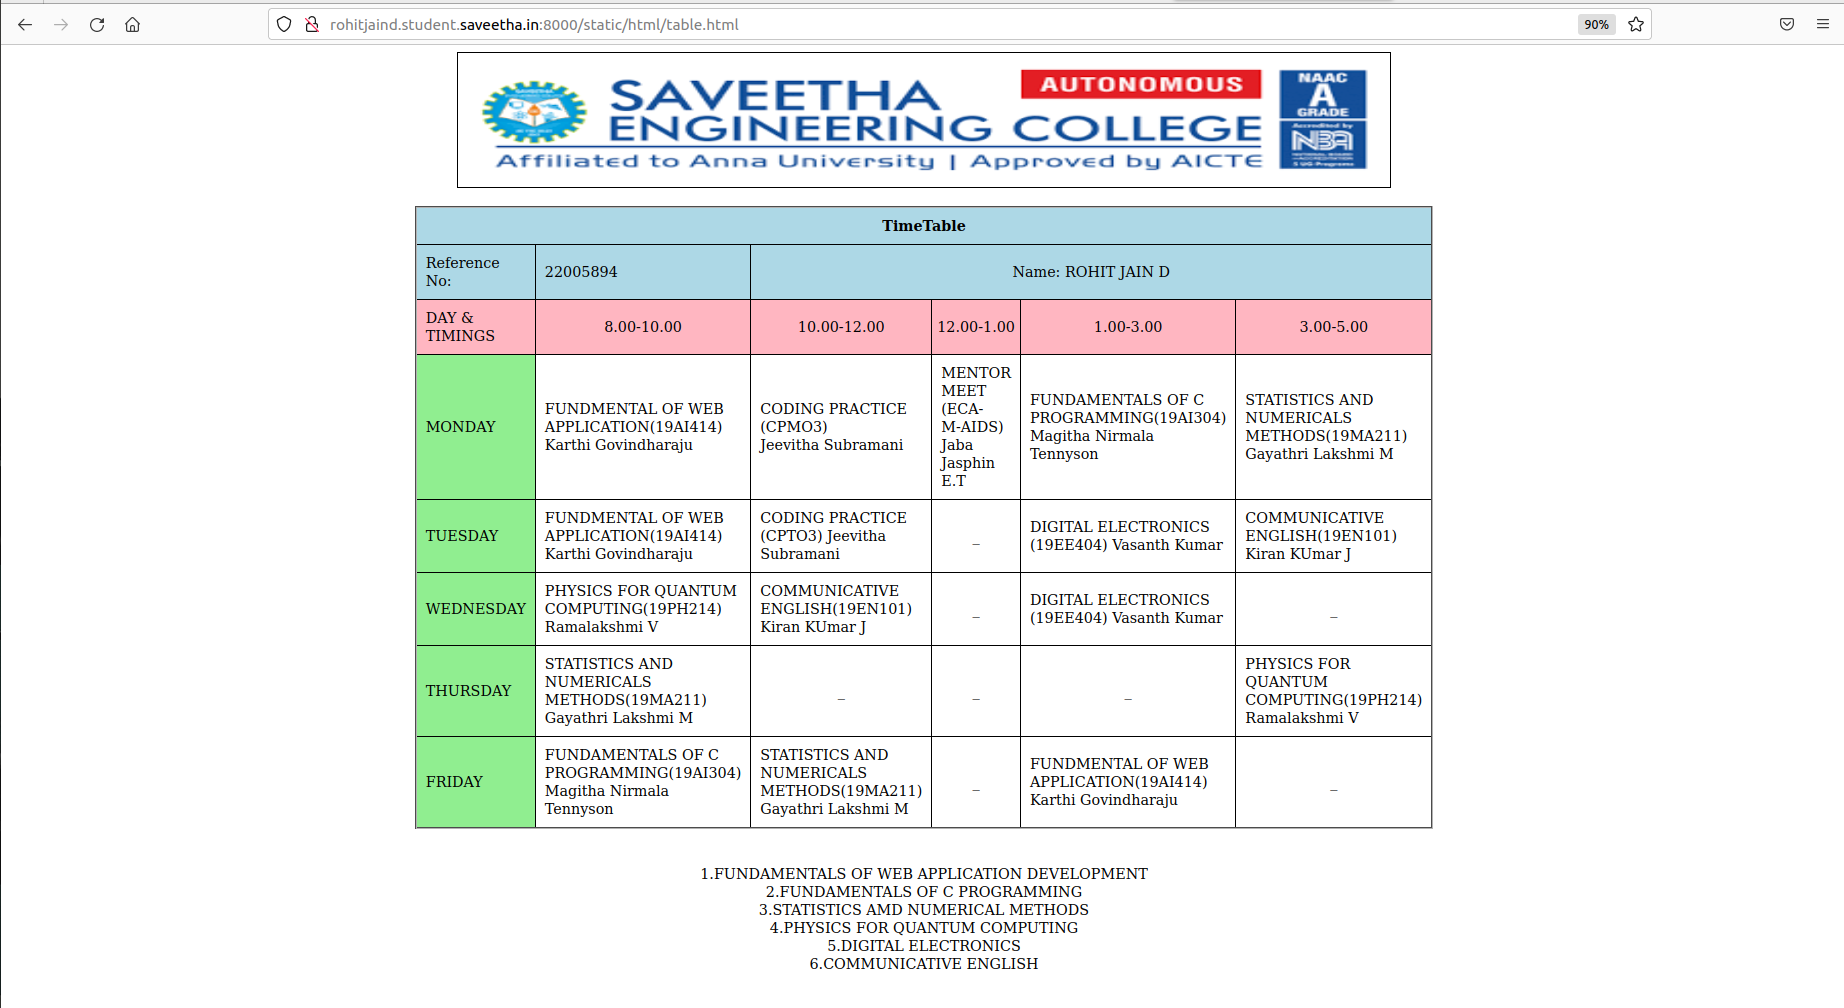 rohitjaind.student.saveetha.in:8000/static/html/table.html
90%
SAVEETHA
AUTONOMOUS
ENGINEERING COLLEGE
Affiliated to Anna University | Approved by AICTE
NAAC
A
GRADE
Accredited by
NBA
TimeTable
Reference
No:
22005894
Name: ROHIT JAIN D
DAY &
TIMINGS
8.00-10.00
10.00-12.00
12.00-1.00
1.00-3.00
3.00-5.00
MONDAY
FUNDMENTAL OF WEB
APPLICATION(19AI414)
Karthi Govindharaju
CODING PRACTICE
(CPMO3)
Jeevitha Subramani
MENTOR
MEET
(ECA-
M-AIDS)
Jaba
Jasphin
E.T
FUNDAMENTALS OF C
PROGRAMMING(19AI304)
Magitha Nirmala
Tennyson
STATISTICS AND
NUMERICALS
METHODS(19MA211)
Gayathri Lakshmi M
TUESDAY
FUNDMENTAL OF WEB
APPLICATION(19AI414)
Karthi Govindharaju
CODING PRACTICE
(CPTO3) Jeevitha
Subramani
_
DIGITAL ELECTRONICS
(19EE404) Vasanth Kumar
COMMUNICATIVE
ENGLISH(19EN101)
Kiran KUmar J
WEDNESDAY
PHYSICS FOR QUANTUM
COMPUTING(19PH214)
Ramalakshmi V
COMMUNICATIVE
ENGLISH(19EN101)
Kiran KUmar J
_
DIGITAL ELECTRONICS
(19EE404) Vasanth Kumar
_
THURSDAY
STATISTICS AND
NUMERICALS
METHODS(19MA211)
Gayathri Lakshmi M
_
_
_
PHYSICS FOR
QUANTUM
COMPUTING(19PH214)
Ramalakshmi V
FRIDAY
FUNDAMENTALS OF C
PROGRAMMING(19AI304)
Magitha Nirmala
Tennyson
STATISTICS AND
NUMERICALS
METHODS(19MA211)
Gayathri Lakshmi M
_
FUNDMENTAL OF WEB
APPLICATION(19AI414)
Karthi Govindharaju
_
1.FUNDAMENTALS OF WEB APPLICATION DEVELOPMENT
2.FUNDAMENTALS OF C PROGRAMMING
3.STATISTICS AMD NUMERICAL METHODS
4.PHYSICS FOR QUANTUM COMPUTING
5.DIGITAL ELECTRONICS
6.COMMUNICATIVE ENGLISH